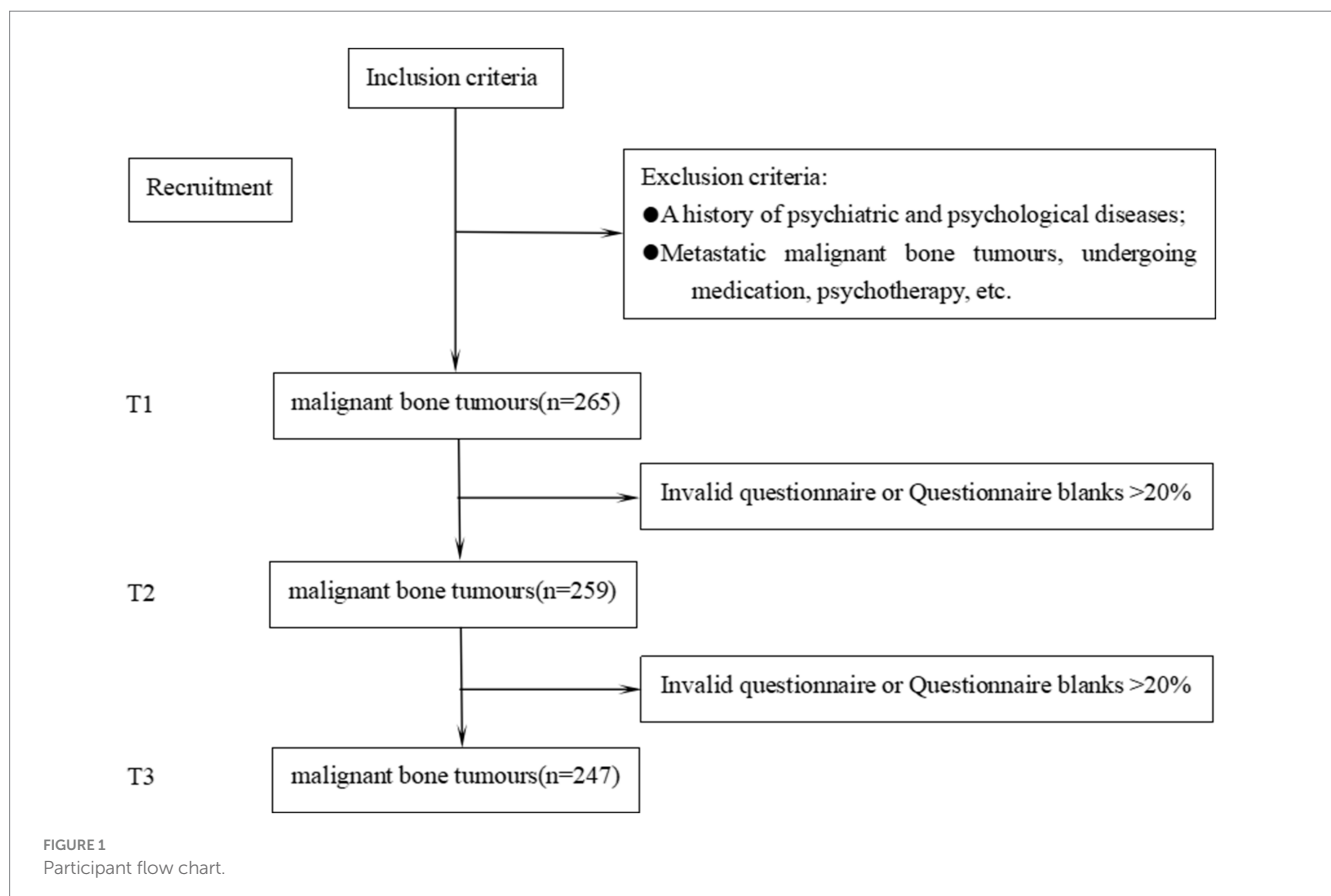 Inclusion criteria
Recruitment
Exclusion criteria:
●A history of psychiatric and psychological diseases;
●Metastatic malignant bone tumours, undergoing
medication, psychotherapy, etc.
T1
malignant bone tumours(n=265)
Invalid questionnaire or Questionnaire blanks >20%
T2
malignant bone tumours(n=259)
Invalid questionnaire or Questionnaire blanks >20%
T3
malignant bone tumours(n=247)
FIGURE 1
Participant flow chart.